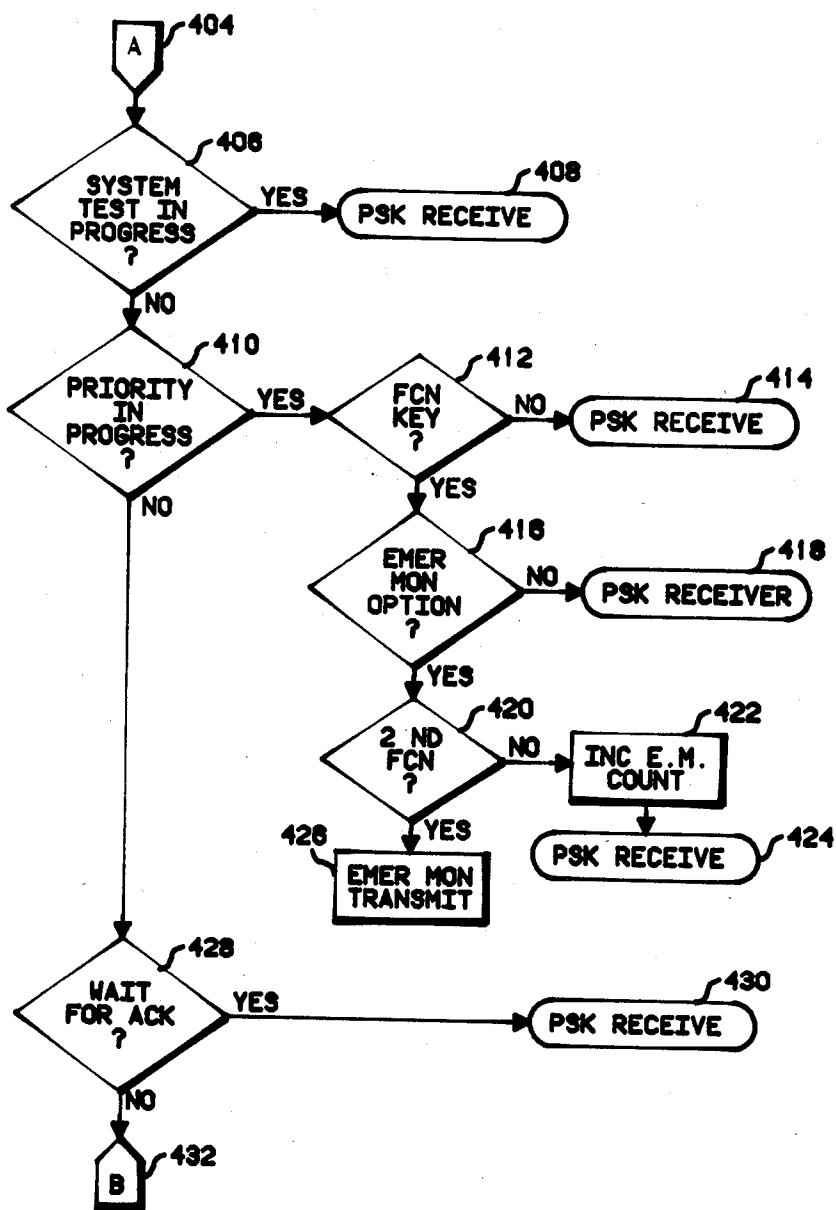 A
404
406
SYSTEM
TEST IN
PROGRESS
?
YES
408
PSK RECEIVE
NO
410
PRIORITY
IN
PROGRESS
?
YES
412
FCN
KEY
?
NO
414
PSK RECEIVE
NO
YES
416
EMER
MON
OPTION
?
NO
418
PSK RECEIVER
YES
420
2 ND
FCN
?
NO
422
INC E.M.
COUNT
YES
424
PSK RECEIVE
426
EMER MON
TRANSMIT
428
WAIT
FOR ACK
?
YES
430
PSK RECEIVE
NO
432
B